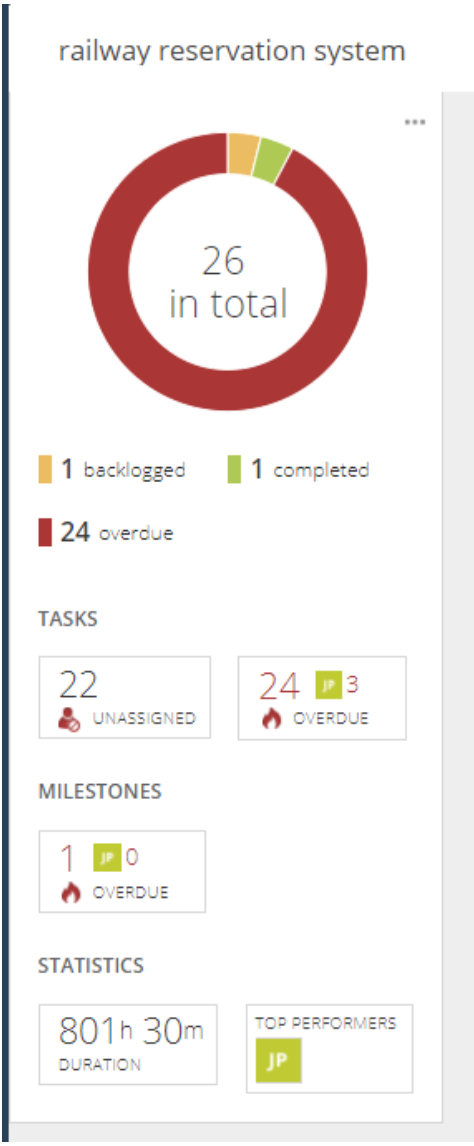 railway reservation system
26
in total
1 backlogged 1 completed
24 overdue
TASKS
22
UNASSIGNED
24 JP 3
OVERDUE
MILESTONES
1 JP 0
OVERDUE
STATISTICS
801h 30m
DURATION
TOP PERFORMERS
JP